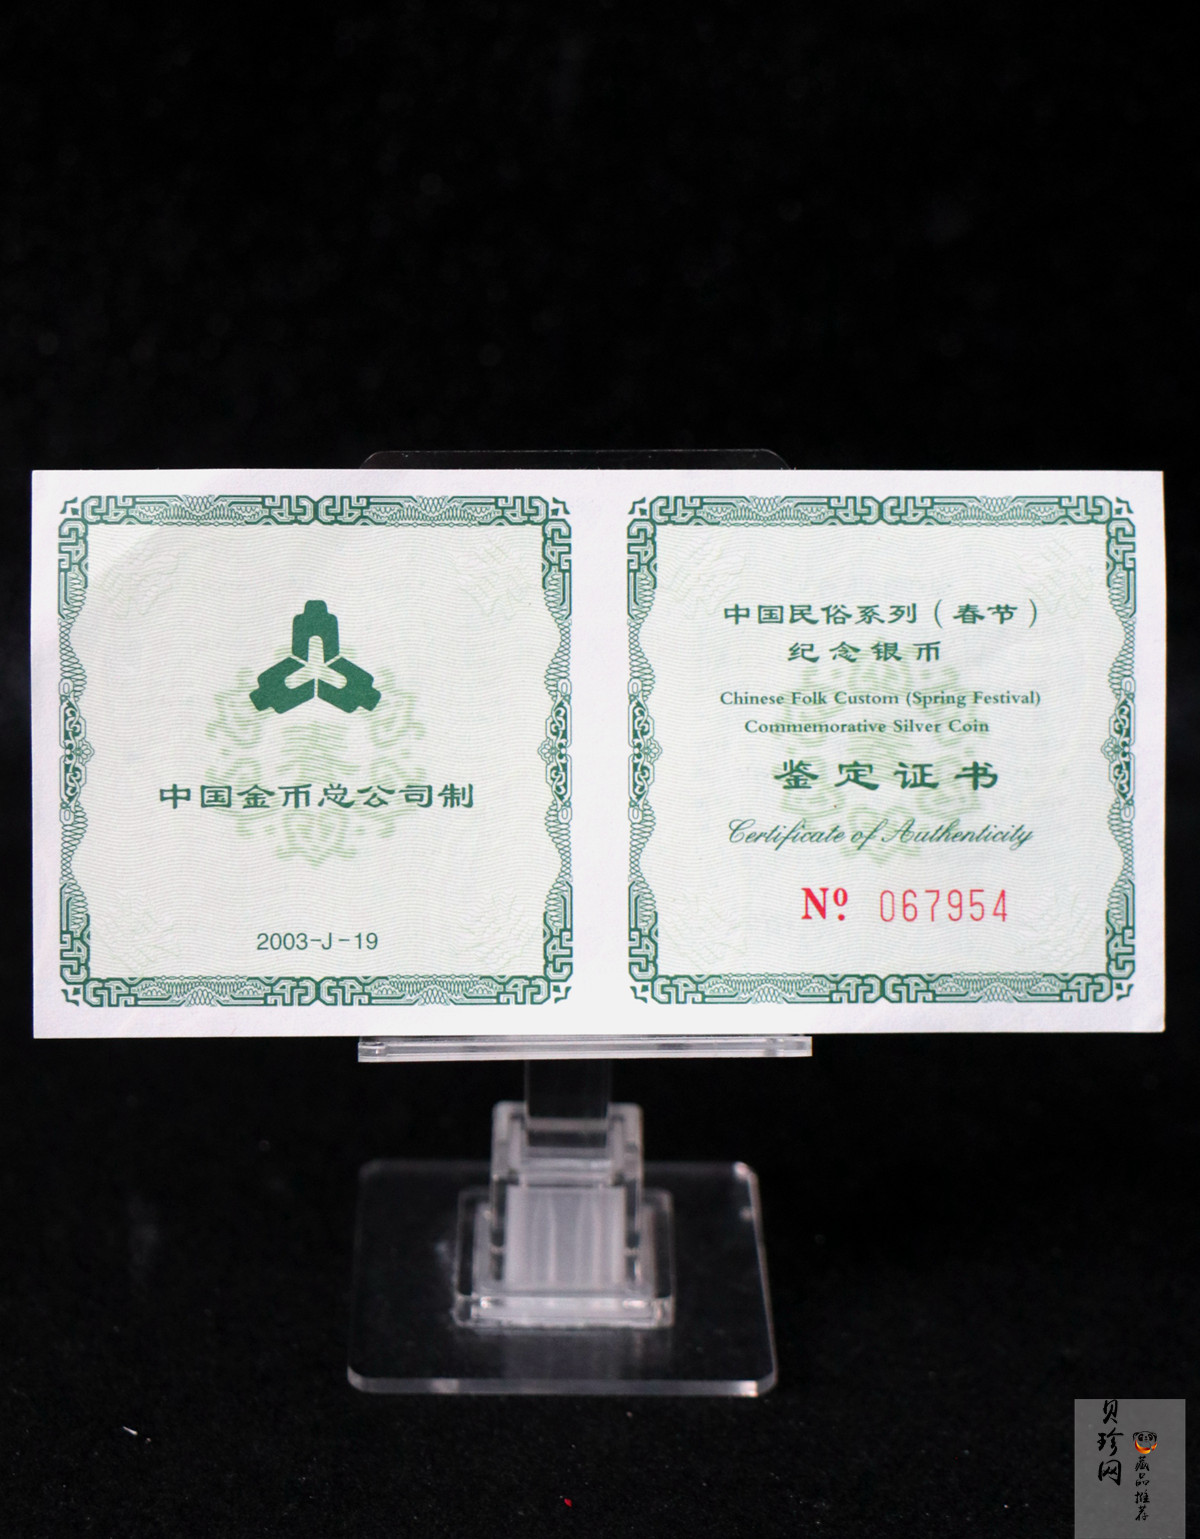 中国金币总公司制
2003-J-19
中国民俗系列（春节）
纪念银币
Chinese Folk Custom (Spring Festival)
Commemorative Silver Coin
鉴定证书
Certificate of Authenticity
Nº 067954
贝珍网
藏品推荐